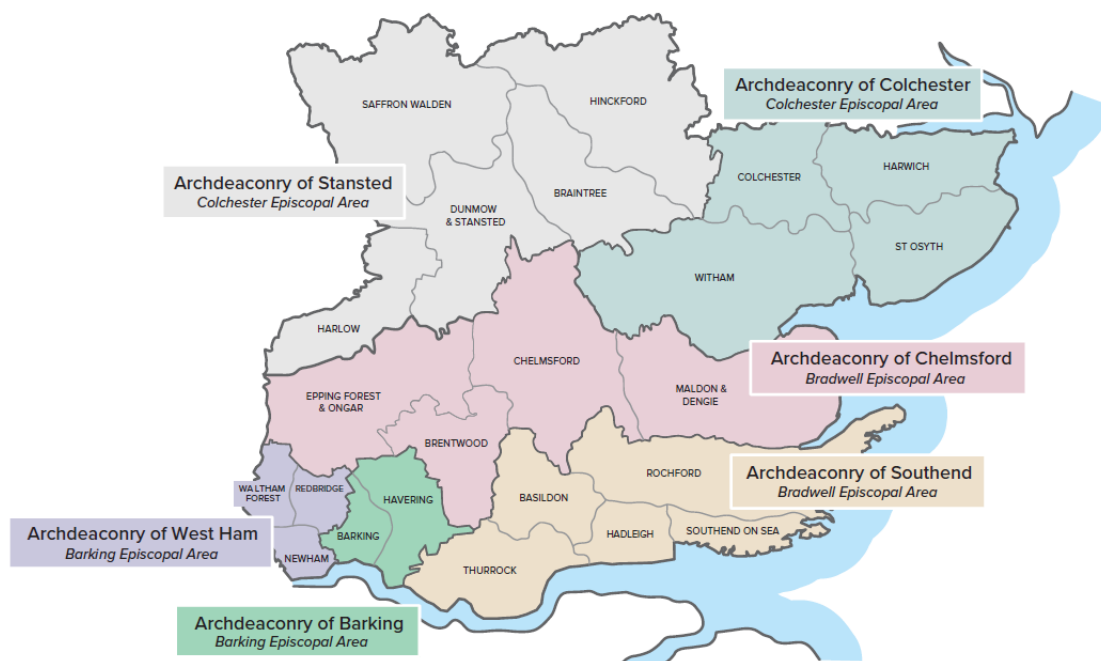 SAFFRON WALDEN
HINCKFORD
Archdeaconry of Colchester
Colchester Episcopal Area
COLCHESTER
HARWICH
Archdeaconry of Stansted
Colchester Episcopal Area
BRAINTREE
DUNMOW
& STANSTED
ST OSYTH
WITHAM
HARLOW
CHELMSFORD
Archdeaconry of Chelmsford
Bradwell Episcopal Area
MALDON &
DENGIE
EPPING FOREST
& ONGAR
BRENTWOOD
ROCHFORD
Archdeaconry of Southend
Bradwell Episcopal Area
WALTHAM
FOREST
REDBRIDGE
HAVERING
BASILDON
Archdeaconry of West Ham
Barking Episcopal Area
BARKING
HADLEIGH
SOUTHEND ON SEA
NEWHAM
THURROCK
Archdeaconry of Barking
Barking Episcopal Area